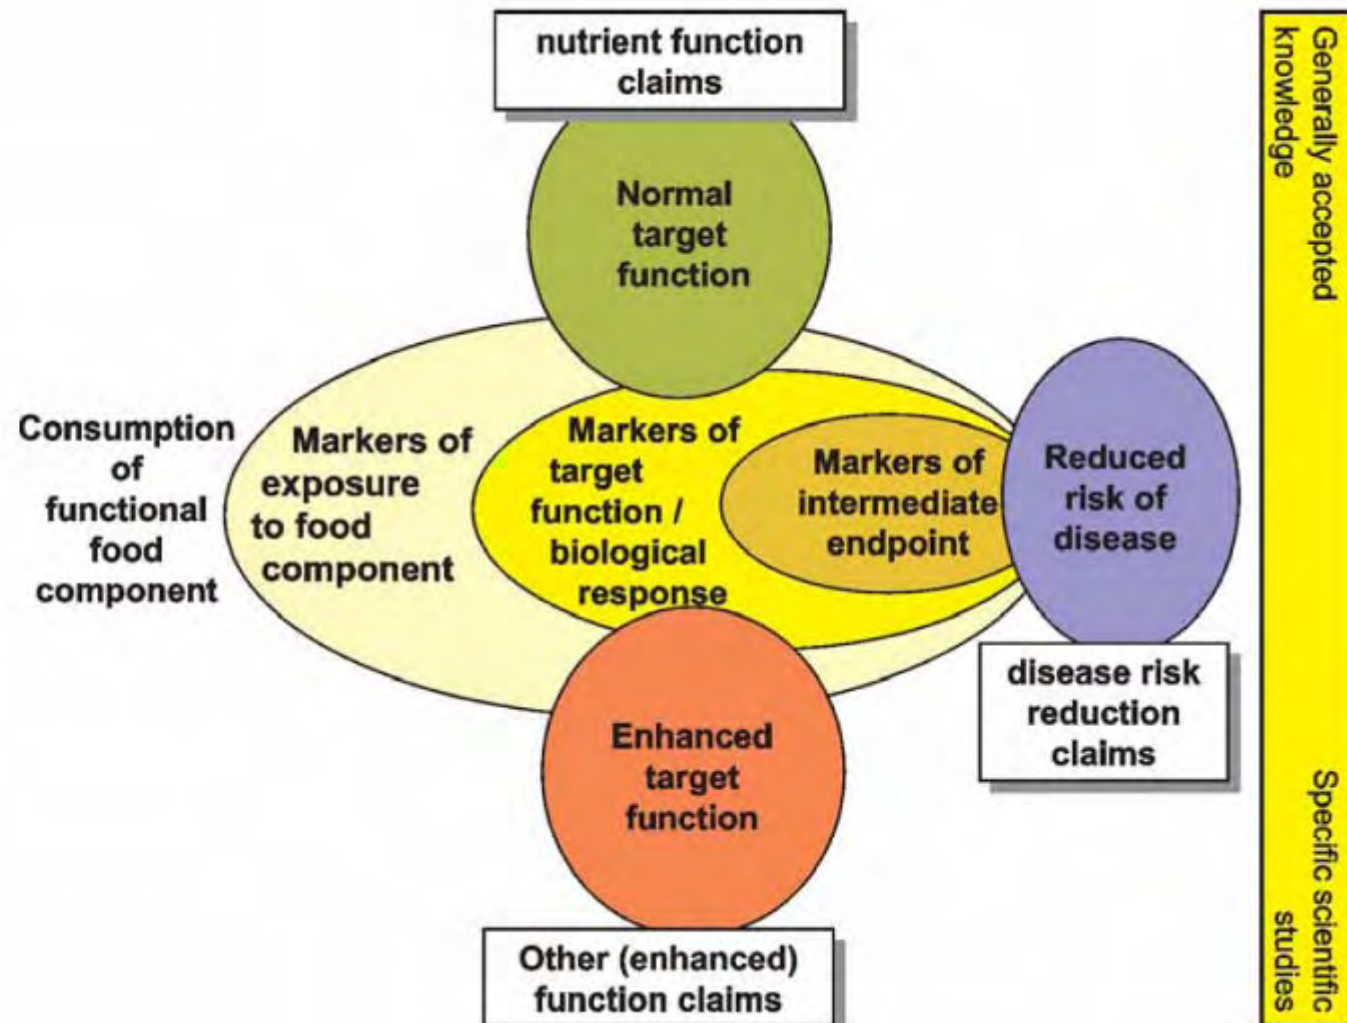 nutrient function
claims
Normal
target
function
Consumption
of
functional
food
component
Markers of
exposure
to food
component
Markers of
target
function /
biological
response
Markers of
intermediate
endpoint
Reduced
risk of
disease
disease risk
reduction
claims
Enhanced
target
function
Other (enhanced)
function claims
Generally accepted
knowledge
Specific scientific
studies